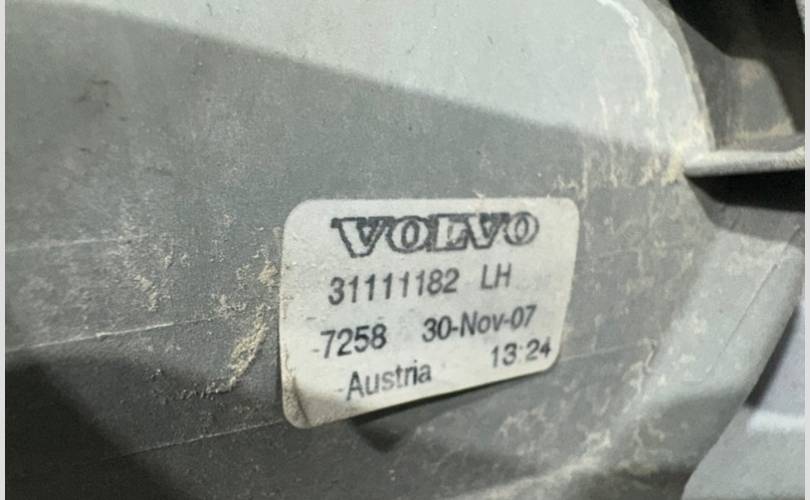 VOLVO
31111182 LH
-7258 30-Nov-07
-Austria 13:24